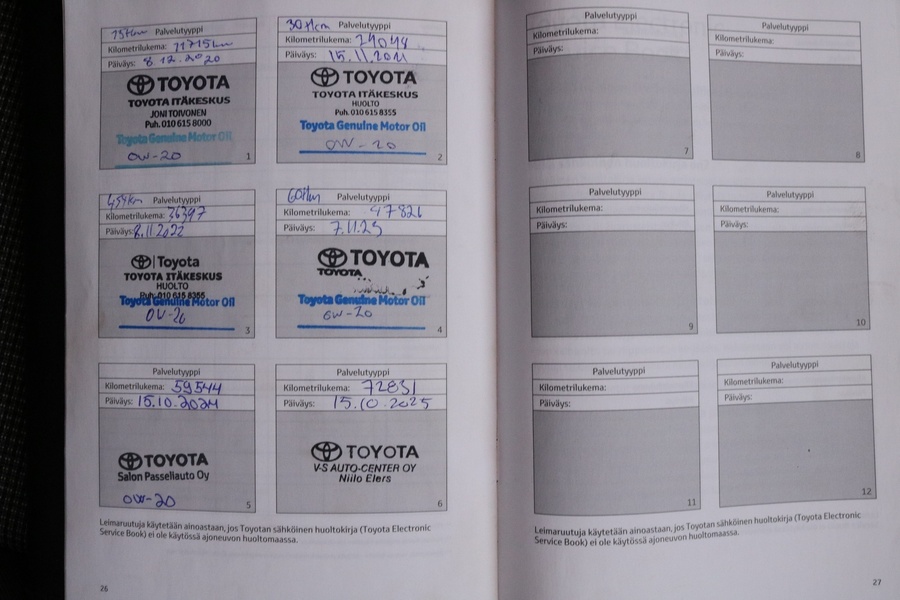 15tkm Palvelutyyppi
Kilometrilukema: 11715km
Päiväys: 8.12.2020
TOYOTA
TOYOTA ITÄKESKUS
JONI TOIVONEN
Puh. 010 615 8000
Toyota Genuine Motor Oil
0W-20
1
30tkm Palvelutyyppi
Kilometrilukema:
Päiväys: 15.11.2021
TOYOTA
TOYOTA ITÄKESKUS
HUOLTO
Puh. 010 615 8355
Toyota Genuine Motor Oil
0W-20
2
45tkm Palvelutyyppi
Kilometrilukema: 36397
Päiväys: 8.11.2022
Toyota
TOYOTA ITÄKESKUS
HUOLTO
Puh. 010 615 8355
Toyota Genuine Motor Oil
0W-20
3
60tkm Palvelutyyppi
Kilometrilukema: 47826
Päiväys: 7.11.23
TOYOTA
TOYOTA
Toyota Genuine Motor Oil
0W-20
4
Palvelutyyppi
Kilometrilukema: 59544
Päiväys: 15.10.2024
TOYOTA
Salon Passeliauto Oy
0W-20
5
Palvelutyyppi
Kilometrilukema: 72831
Päiväys: 15.10.2025
TOYOTA
V-S AUTO-CENTER OY
Niilo Elers
6
Leimaruutuja käytetään ainoastaan, jos Toyotan sähköinen huoltokirja (Toyota Electronic
Service Book) ei ole käytössä ajoneuvon huoltomaassa.
26
Palvelutyyppi
Kilometrilukema:
Päiväys:
7
Palvelutyyppi
Kilometrilukema:
Päiväys:
8
Palvelutyyppi
Kilometrilukema:
Päiväys:
9
Palvelutyyppi
Kilometrilukema:
Päiväys:
10
Palvelutyyppi
Kilometrilukema:
Päiväys:
11
Palvelutyyppi
Kilometrilukema:
Päiväys:
12
Leimaruutuja käytetään ainoastaan, jos Toyotan sähköinen huoltokirja (Toyota Electronic
Service Book) ei ole käytössä ajoneuvon huoltomaassa.
27